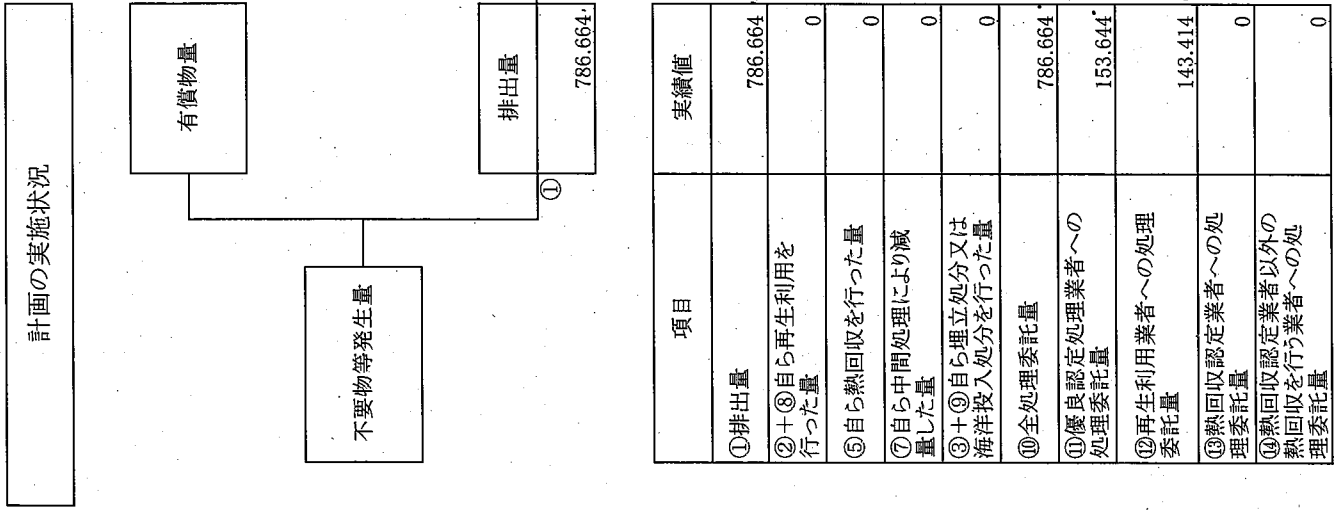 計画の実施状況
有償物量
不要物等発生量
排出量
①
786.664
項目 実績値
①排出量 786.664
②+⑧自ら再生利用を
行った量 0
⑤自ら熱回収を行った量 0
⑦自ら中間処理により減
量した量 0
③+⑨自ら埋立処分又は
海洋投入処分を行った量 0
⑩全処理委託量 786.664
⑪優良認定処理業者への
処理委託量 153.644
⑫再生利用業者への処理
委託量 143.414
⑬熱回収認定業者への処
理委託量 0
⑭熱回収認定業者以外の
熱回収を行う業者への処
理委託量 0